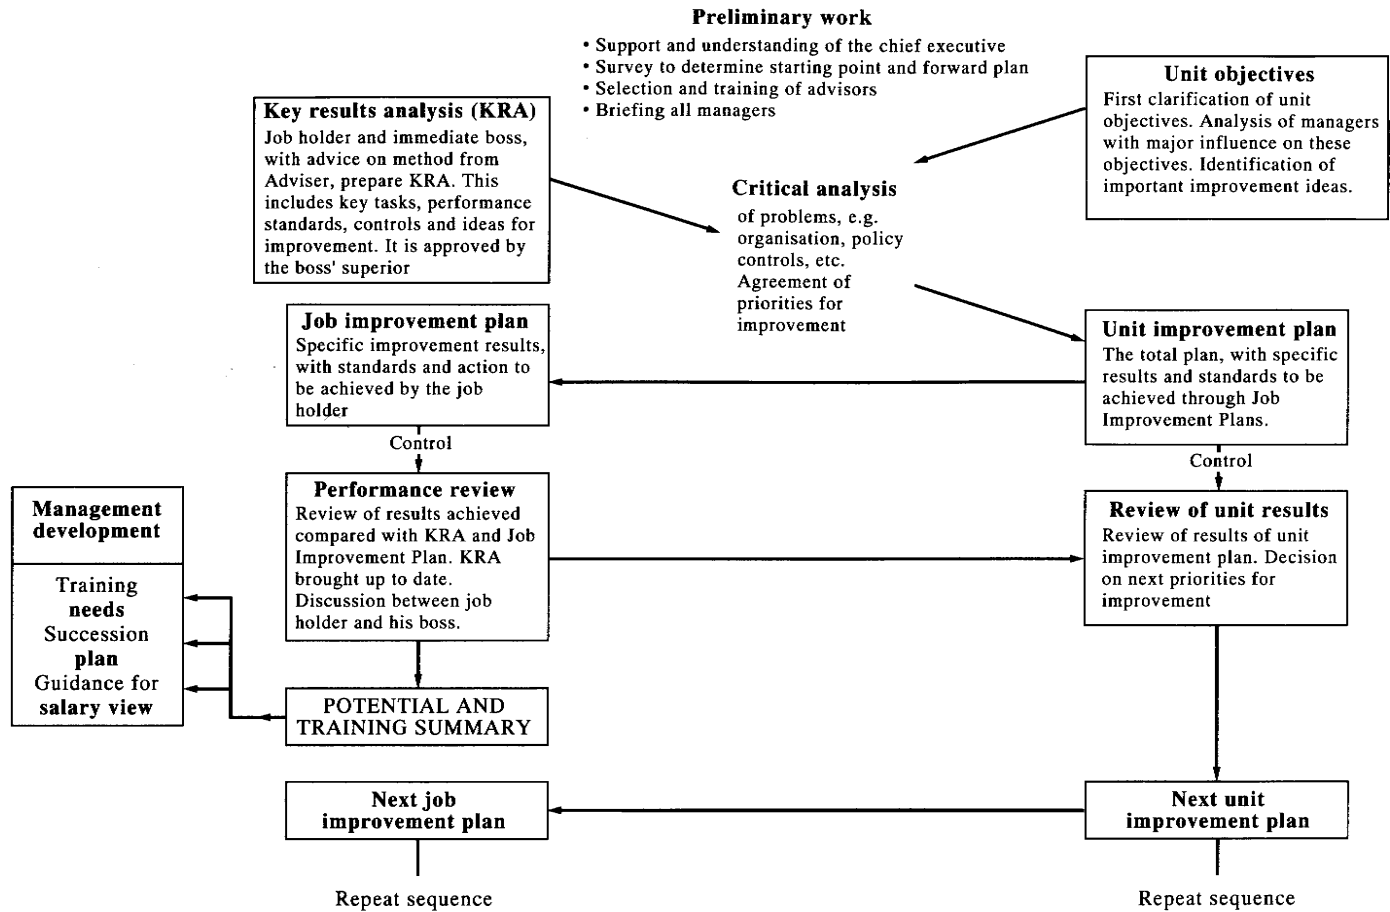 Preliminary work
• Support and understanding of the chief executive
• Survey to determine starting point and forward plan
• Selection and training of advisors
• Briefing all managers
Key results analysis (KRA)
Job holder and immediate boss,
with advice on method from
Adviser, prepare KRA. This
includes key tasks, performance
standards, controls and ideas for
improvement. It is approved by
the boss' superior
Unit objectives
First clarification of unit
objectives. Analysis of managers
with major influence on these
objectives. Identification of
important improvement ideas.
Critical analysis
of problems, e.g.
organisation, policy
controls, etc.
Agreement of
priorities for
improvement
Job improvement plan
Specific improvement results,
with standards and action to
be achieved by the job
holder
Unit improvement plan
The total plan, with specific
results and standards to be
achieved through Job
Improvement Plans.
Control
Control
Management
development
Training
needs
Succession
plan
Guidance for
salary view
Performance review
Review of results achieved
compared with KRA and Job
Improvement Plan. KRA
brought up to date.
Discussion between job
holder and his boss.
Review of unit results
Review of results of unit
improvement plan. Decision
on next priorities for
improvement
POTENTIAL AND
TRAINING SUMMARY
Next job
improvement plan
Next unit
improvement plan
Repeat sequence
Repeat sequence